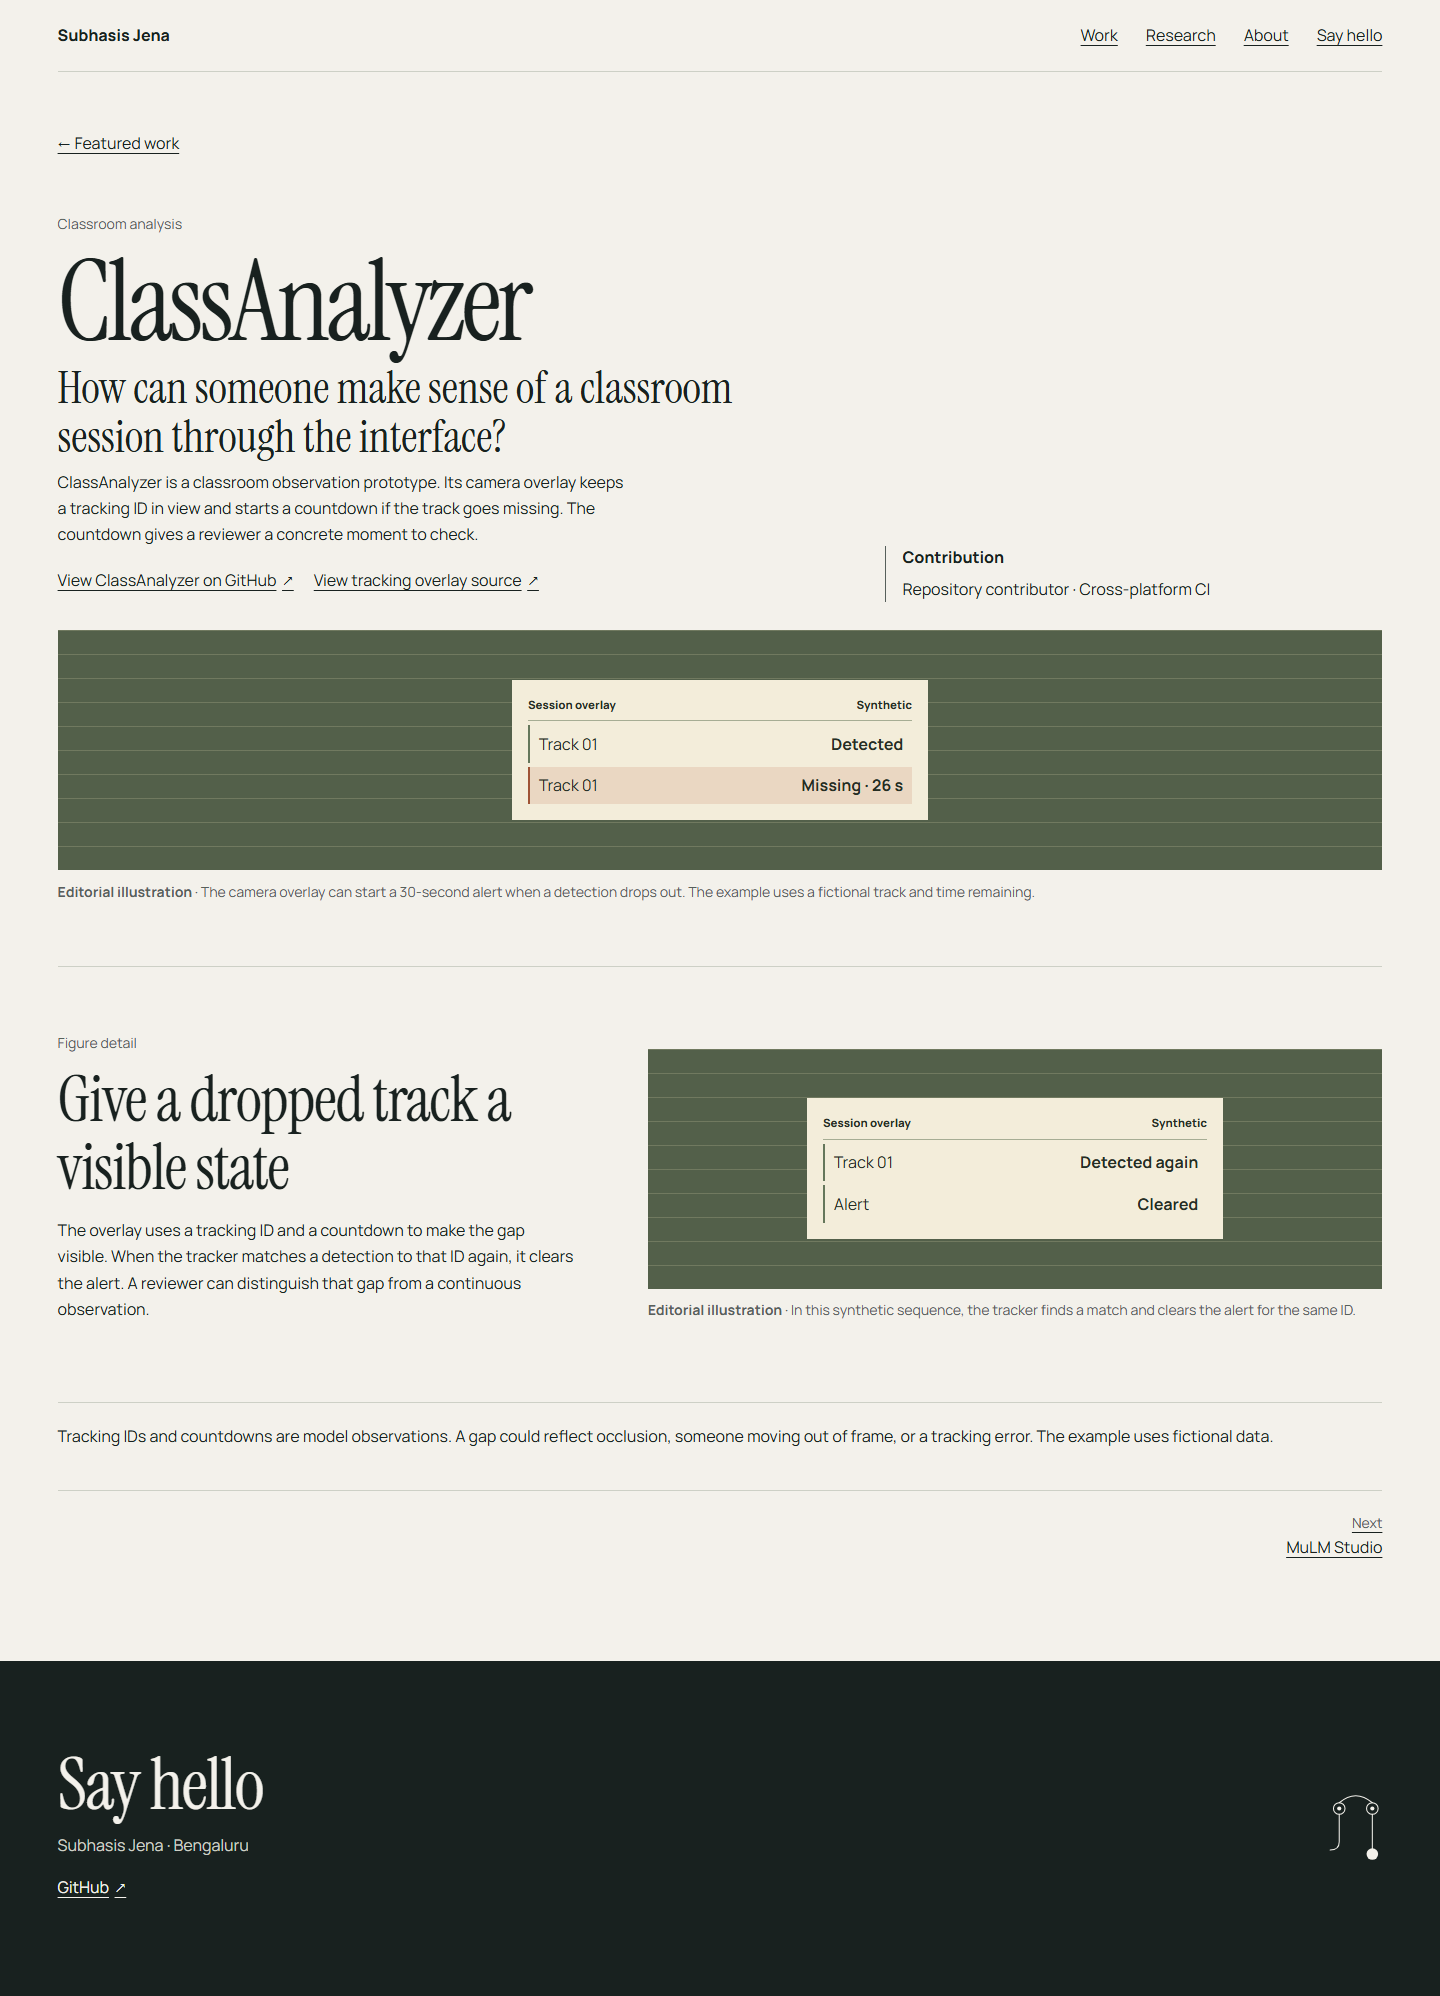 Subhasis Jena
Work Research About Say hello
← Featured work
Classroom analysis
ClassAnalyzer
How can someone make sense of a classroom
session through the interface?
ClassAnalyzer is a classroom observation prototype. Its camera overlay keeps
a tracking ID in view and starts a countdown if the track goes missing. The
countdown gives a reviewer a concrete moment to check.
View ClassAnalyzer on GitHub ↗ View tracking overlay source ↗
Contribution
Repository contributor · Cross-platform CI
Session overlay Synthetic
Track 01 Detected
Track 01 Missing · 26 s
Editorial illustration · The camera overlay can start a 30-second alert when a detection drops out. The example uses a fictional track and time remaining.
Figure detail
Give a dropped track a
visible state
The overlay uses a tracking ID and a countdown to make the gap
visible. When the tracker matches a detection to that ID again, it clears
the alert. A reviewer can distinguish that gap from a continuous
observation.
Session overlay Synthetic
Track 01 Detected again
Alert Cleared
Editorial illustration · In this synthetic sequence, the tracker finds a match and clears the alert for the same ID.
Tracking IDs and countdowns are model observations. A gap could reflect occlusion, someone moving out of frame, or a tracking error. The example uses fictional data.
Next
MuLM Studio
Say hello
Subhasis Jena · Bengaluru
GitHub ↗